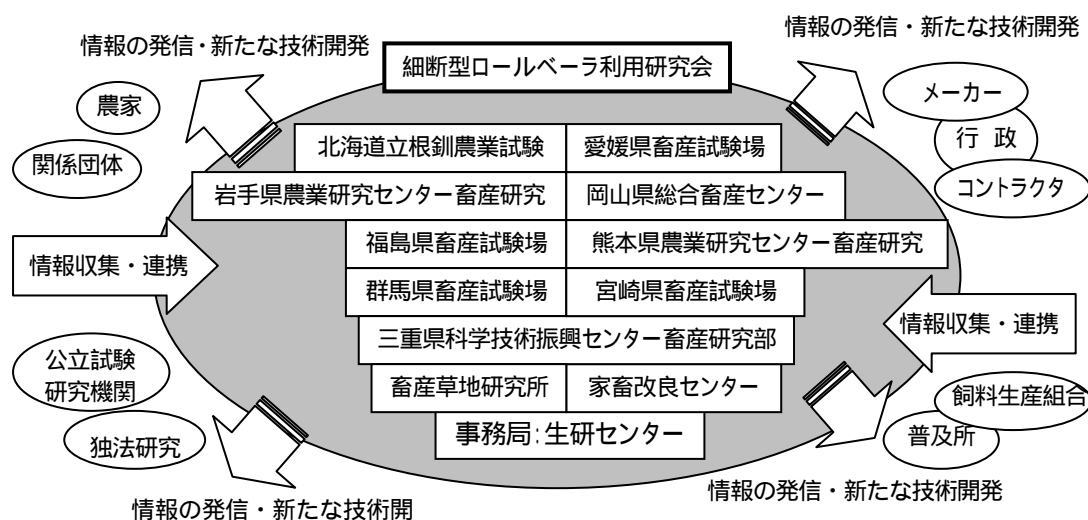 情報の発信・新たな技術開発
情報の発信・新たな技術開発
細断型ロールベーラ利用研究会
農家
メーカー
行 政
関係団体
コントラクタ
北海道立根釧農業試験
愛媛県畜産試験場
岩手県農業研究センター畜産研究
岡山県総合畜産センター
福島県畜産試験場
熊本県農業研究センター畜産研究
情報収集・連携
群馬県畜産試験場
宮崎県畜産試験場
情報収集・連携
三重県科学技術振興センター畜産研究部
公立試験
研究機関
畜産草地研究所
家畜改良センター
飼料生産組合
独法研究
事務局：生研センター
普及所
情報の発信・新たな技術開
情報の発信・新たな技術開発